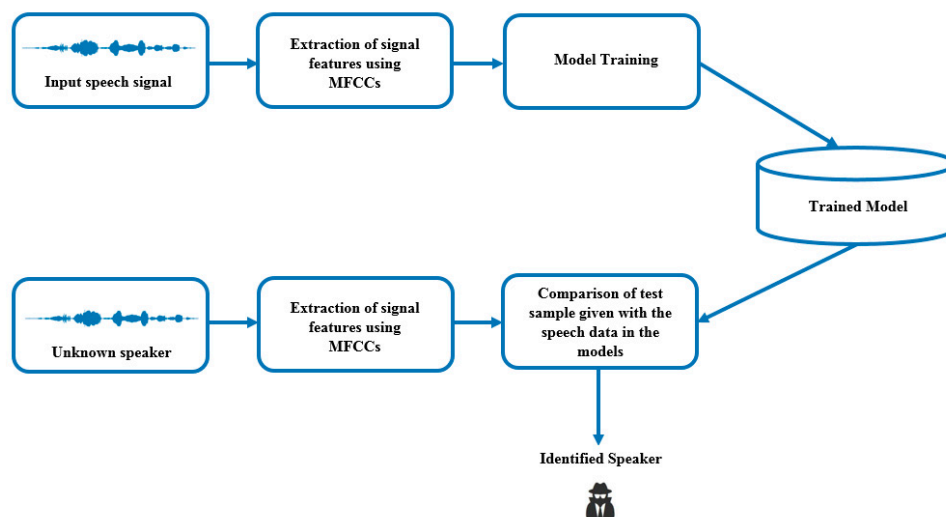 Input speech signal
Extraction of signal
features using
MFCCs
Model Training
Trained Model
Unknown speaker
Extraction of signal
features using
MFCCs
Comparison of test
sample given with the
speech data in the
models
Identified Speaker